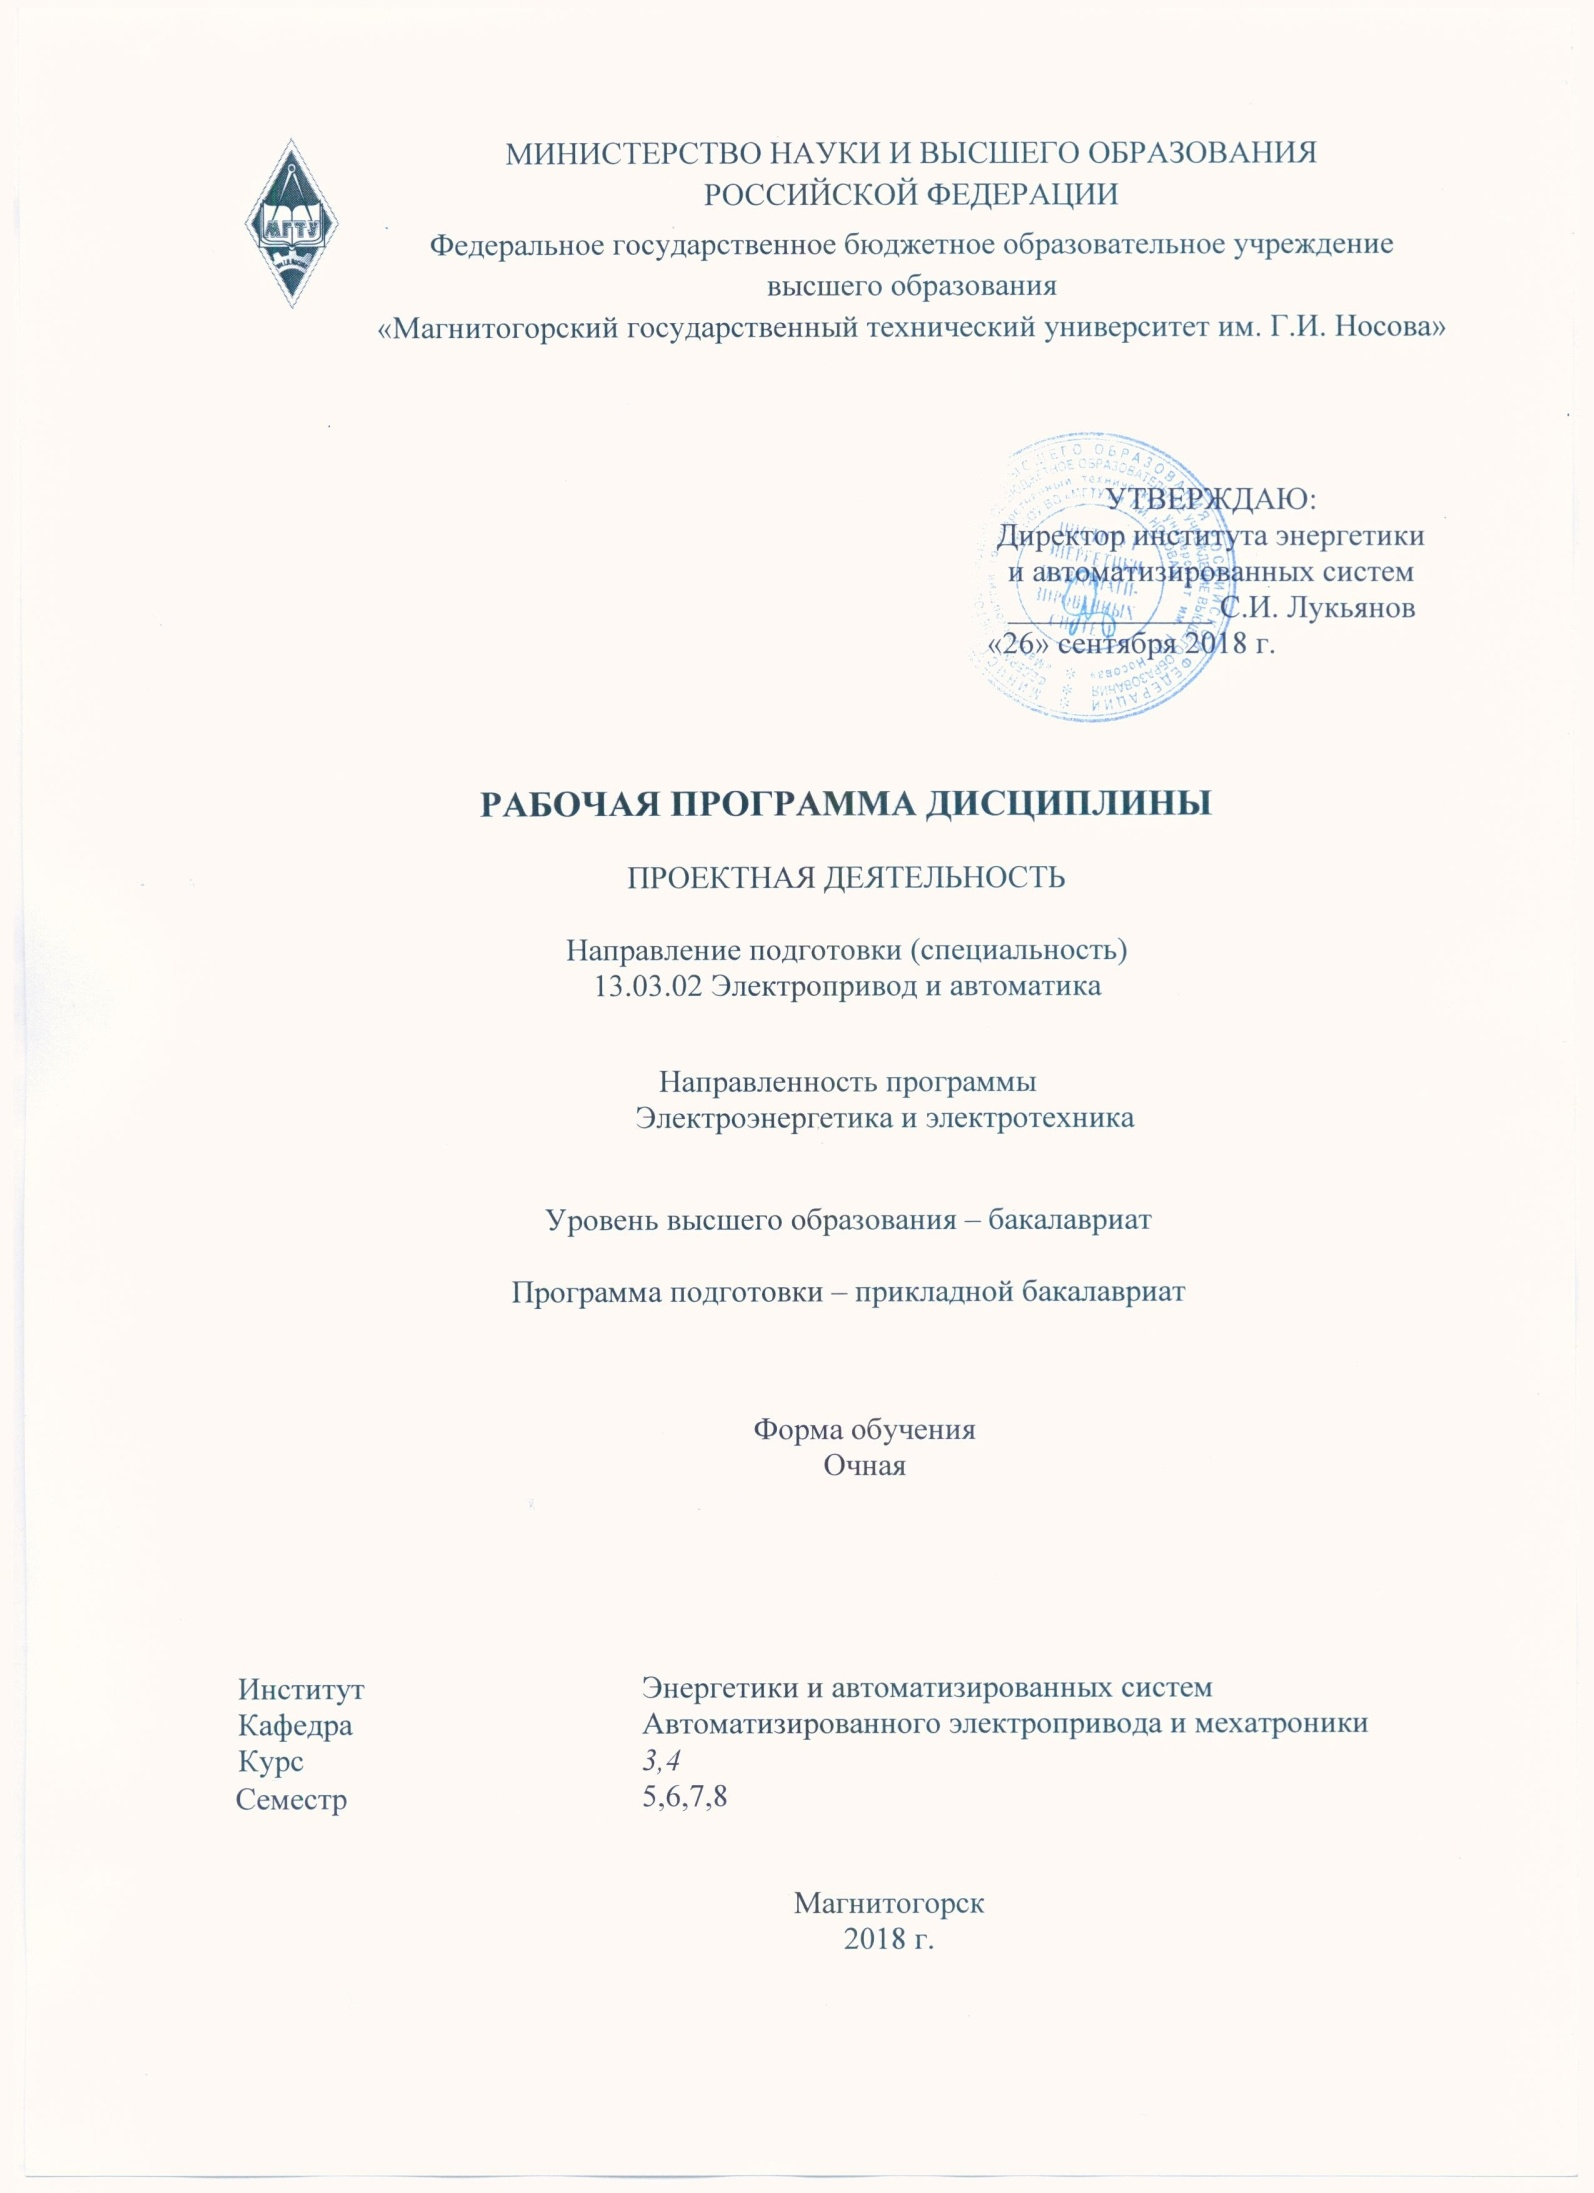 МИНИСТЕРСТВО НАУКИ И ВЫСШЕГО ОБРАЗОВАНИЯ
РОССИЙСКОЙ ФЕДЕРАЦИИ
Федеральное государственное бюджетное образовательное учреждение
высшего образования
«Магнитогорский государственный технический университет им. Г.И. Носова»
МГТУ
УТВЕРЖДАЮ:
Директор института энергетики
и автоматизированных систем
С.И. Лукьянов
«26» сентября 2018 г.
РАБОЧАЯ ПРОГРАММА ДИСЦИПЛИНЫ
ПРОЕКТНАЯ ДЕЯТЕЛЬНОСТЬ
Направление подготовки (специальность)
13.03.02 Электропривод и автоматика
Направленность программы
Электроэнергетика и электротехника
Уровень высшего образования – бакалавриат
Программа подготовки – прикладной бакалавриат
Форма обучения
Очная
Институт Энергетики и автоматизированных систем
Кафедра Автоматизированного электропривода и мехатроники
Курс 3,4
Семестр 5,6,7,8
Магнитогорск
2018 г.